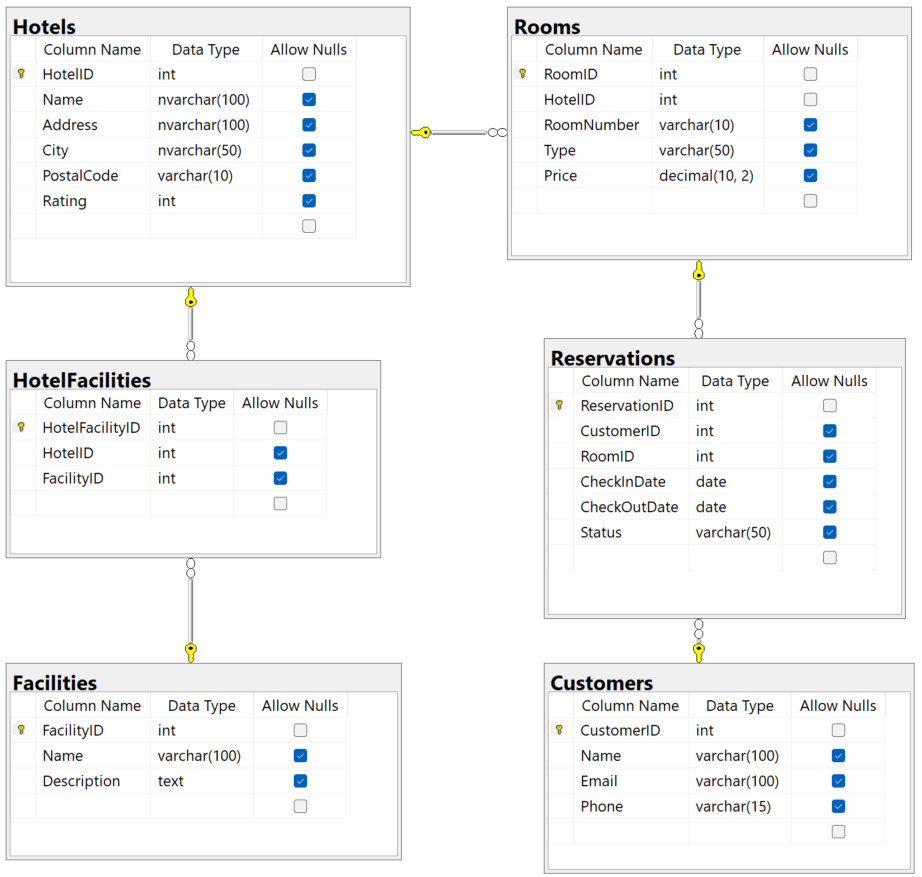 Hotels
Column Name Data Type Allow Nulls
HotelID int
Name nvarchar(100)
Address nvarchar(100)
City nvarchar(50)
PostalCode varchar(10)
Rating int
Rooms
Column Name Data Type Allow Nulls
RoomID int
HotelID int
RoomNumber varchar(10)
Type varchar(50)
Price decimal(10, 2)
HotelFacilities
Column Name Data Type Allow Nulls
HotelFacilityID int
HotelID int
FacilityID int
Reservations
Column Name Data Type Allow Nulls
ReservationID int
CustomerID int
RoomID int
CheckInDate date
CheckOutDate date
Status varchar(50)
Facilities
Column Name Data Type Allow Nulls
FacilityID int
Name varchar(100)
Description text
Customers
Column Name Data Type Allow Nulls
CustomerID int
Name varchar(100)
Email varchar(100)
Phone varchar(15)